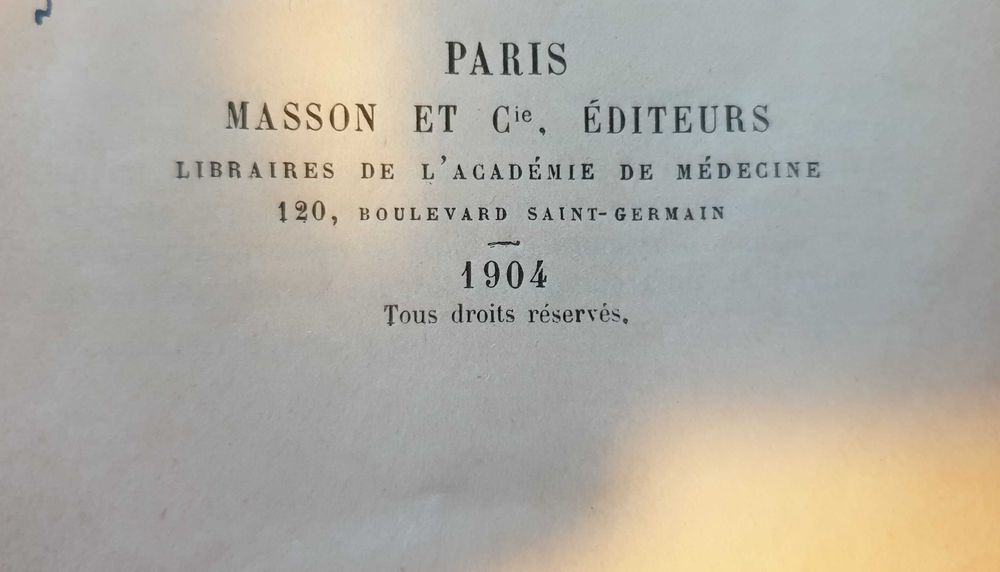 PARIS
MASSON ET Cie, ÉDITEURS
LIBRAIRES DE L'ACADÉMIE DE MÉDECINE
120, BOULEVARD SAINT-GERMAIN
1904
Tous droits réservés.